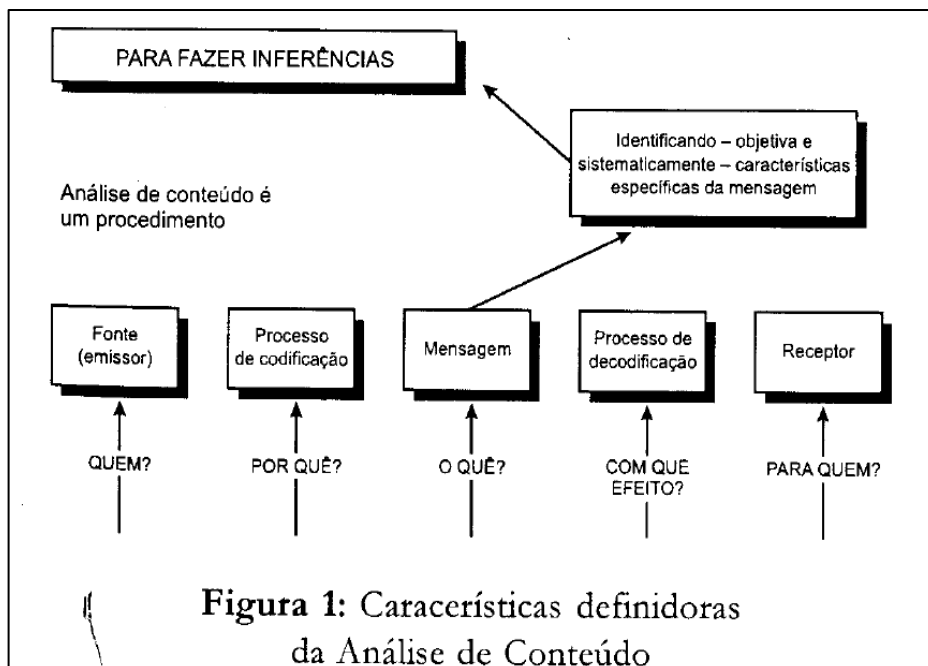 PARA FAZER INFERÊNCIAS
Identificando – objetiva e
sistematicamente – características
específicas da mensagem
Análise de conteúdo é
um procedimento
Fonte
(emissor)
Processo
de codificação
Mensagem
Processo de
decodificação
Receptor
QUEM?
POR QUÊ?
O QUÊ?
COM QUE
EFEITO?
PARA QUEM?
Figura 1: Caracerísticas definidoras
da Análise de Conteúdo